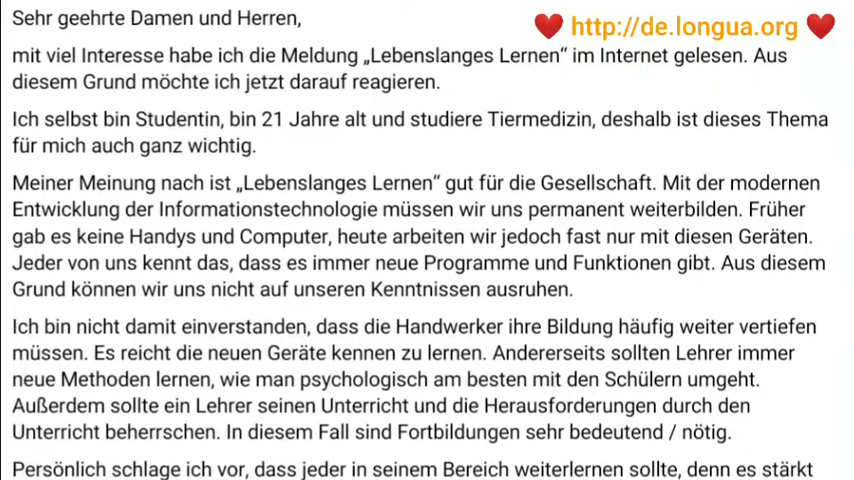 Sehr geehrte Damen und Herren,
❤️ http://de.longua.org ❤️
mit viel Interesse habe ich die Meldung „Lebenslanges Lernen“ im Internet gelesen. Aus
diesem Grund möchte ich jetzt darauf reagieren.
Ich selbst bin Studentin, bin 21 Jahre alt und studiere Tiermedizin, deshalb ist dieses Thema
für mich auch ganz wichtig.
Meiner Meinung nach ist „Lebenslanges Lernen“ gut für die Gesellschaft. Mit der modernen
Entwicklung der Informationstechnologie müssen wir uns permanent weiterbilden. Früher
gab es keine Handys und Computer, heute arbeiten wir jedoch fast nur mit diesen Geräten.
Jeder von uns kennt das, dass es immer neue Programme und Funktionen gibt. Aus diesem
Grund können wir uns nicht auf unseren Kenntnissen ausruhen.
Ich bin nicht damit einverstanden, dass die Handwerker ihre Bildung häufig weiter vertiefen
müssen. Es reicht die neuen Geräte kennen zu lernen. Andererseits sollten Lehrer immer
neue Methoden lernen, wie man psychologisch am besten mit den Schülern umgeht.
Außerdem sollte ein Lehrer seinen Unterricht und die Herausforderungen durch den
Unterricht beherrschen. In diesem Fall sind Fortbildungen sehr bedeutend / nötig.
Persönlich schlage ich vor, dass jeder in seinem Bereich weiterlernen sollte, denn es stärkt